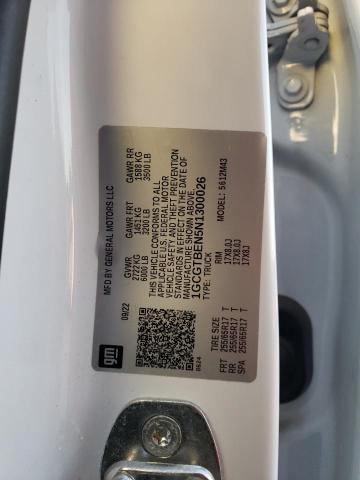 MFD BY GENERAL MOTORS LLC
09/22
GVWR GAWR FRT GAWR RR
2722 KG 1451 KG 1588 KG
6000 LB 3200 LB 3500 LB
THIS VEHICLE CONFORMS TO ALL
APPLICABLE U.S. FEDERAL MOTOR
VEHICLE SAFETY AND THEFT PREVENTION
STANDARDS IN EFFECT ON THE DATE OF
MANUFACTURE SHOWN ABOVE.
1GCGTBEN5N1300026
TYPE: TRUCK MODEL: 5612M43
gm
TIRE SIZE RIM
FRT 255/65R17 T 17X8.0J
RR 255/65R17 T 17X8.0J
SPA 255/65R17 T 17X8J